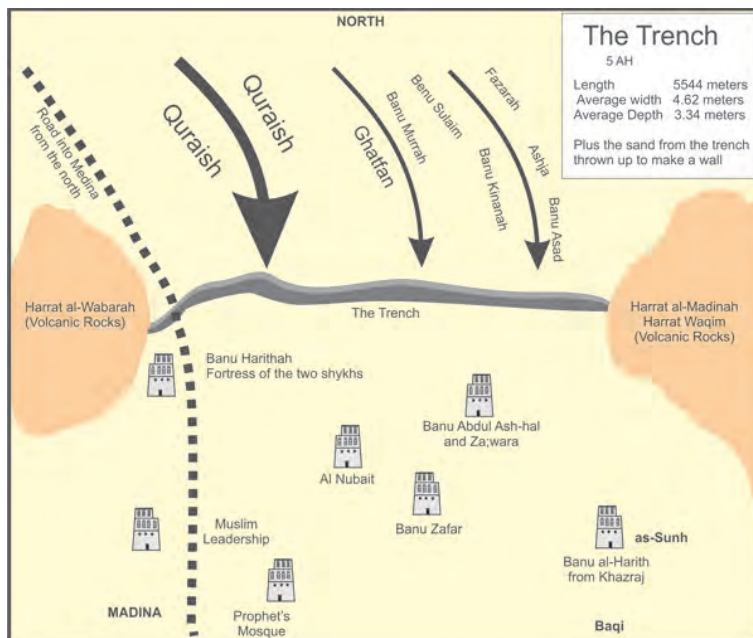 NORTH
The Trench
5 AH
Length 5544 meters
Average width 4.62 meters
Average Depth 3.34 meters
Plus the sand from the trench
thrown up to make a wall
Road into Medina
from the north
Quraish
Quraish
Ghatfan
Banu Murrah
Benu Sulaim
Fazarah
Banu Kinanah
Ashja
Banu Asad
Harrat al-Wabarah
(Volcanic Rocks)
The Trench
Harrat al-Madinah
Harrat Waqim
(Volcanic Rocks)
Banu Harithah
Fortress of the two shykhs
Banu Abdul Ash-hal
and Za;wara
Al Nubait
Banu Zafar
Muslim
Leadership
as-Sunh
Banu al-Harith
from Khazraj
MADINA
Prophet's
Mosque
Baqi